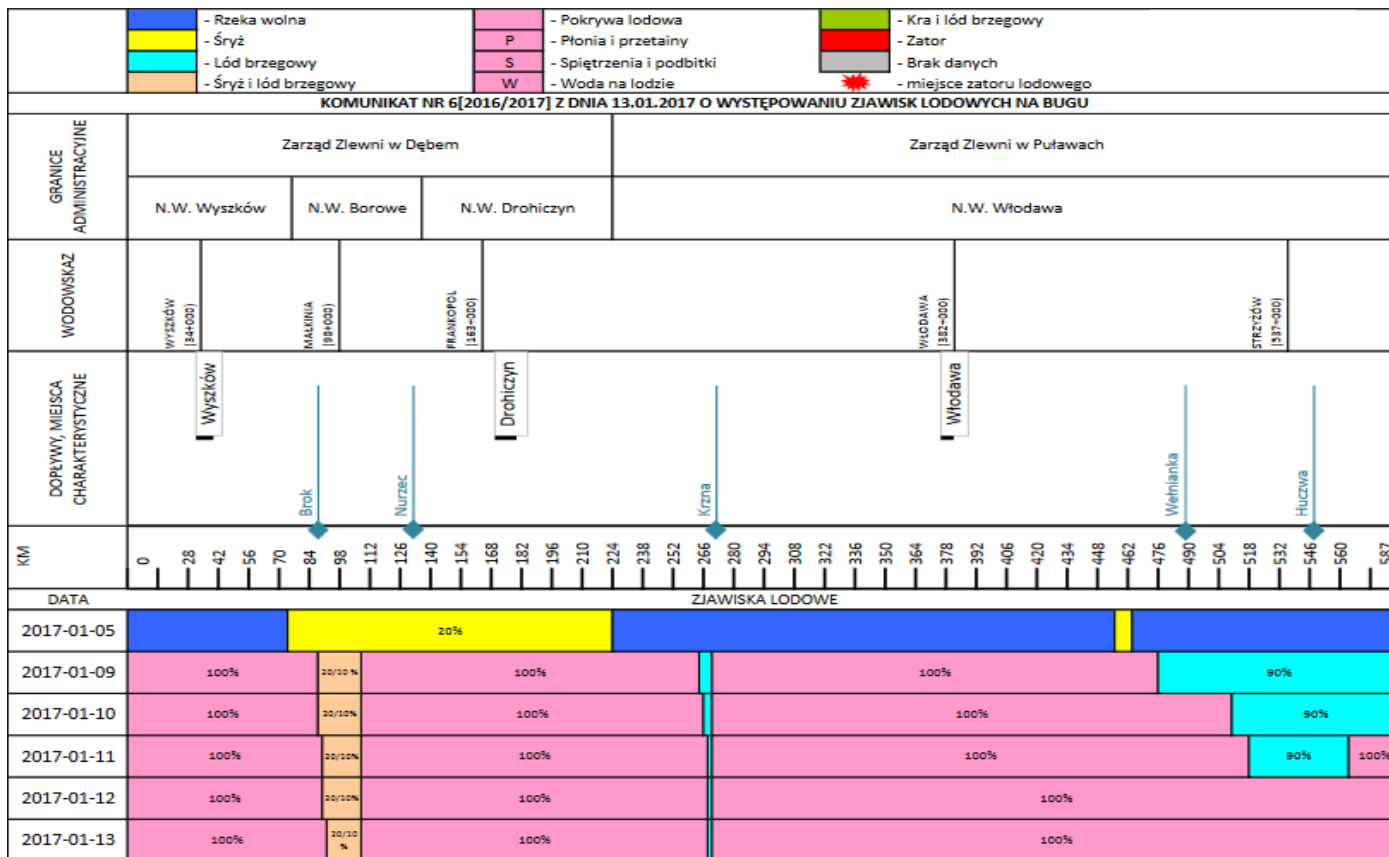 - Rzeka wolna
- Pokrywa lodowa
- Kra i lód brzegowy
- Śryż
P - Płonia i przetainy
- Zator
- Lód brzegowy
S - Spiętrzenia i podbitki
- Brak danych
- Śryż i lód brzegowy
W - Woda na lodzie
- miejsce zatoru lodowego
KOMUNIKAT NR 6[2016/2017] Z DNIA 13.01.2017 O WYSTĘPOWANIU ZJAWISK LODOWYCH NA BUGU
GRANICE
ADMINISTRACYJNE
Zarząd Zlewni w Dębem
Zarząd Zlewni w Puławach
N.W. Wyszków
N.W. Borowe
N.W. Drohiczyn
N.W. Włodawa
WODOWSKAZ
WYSZKÓW
(34+000)
MAŁKINIA
(98+000)
FRANKOPOL
(163+000)
WŁODAWA
(382+000)
STRZYŻÓW
(537+000)
DOPŁYWY, MIEJSCA
CHARAKTERYSTYCZNE
Wyszków
Brok
Nurzec
Drohiczyn
Krzna
Włodawa
Wełnianka
Huczwa
KM
0 28 42 56 70 84 98 112 126 140 154 168 182 196 210 224 238 252 266 280 294 308 322 336 350 364 378 392 406 420 434 448 462 476 490 504 518 532 546 560 587
DATA
ZJAWISKA LODOWE
2017-01-05 20%
2017-01-09 100% 20/10 % 100% 100% 90%
2017-01-10 100% 20/10% 100% 100% 90%
2017-01-11 100% 20/10% 100% 100% 90% 100%
2017-01-12 100% 20/10% 100% 100%
2017-01-13 100% 20/10 % 100% 100%